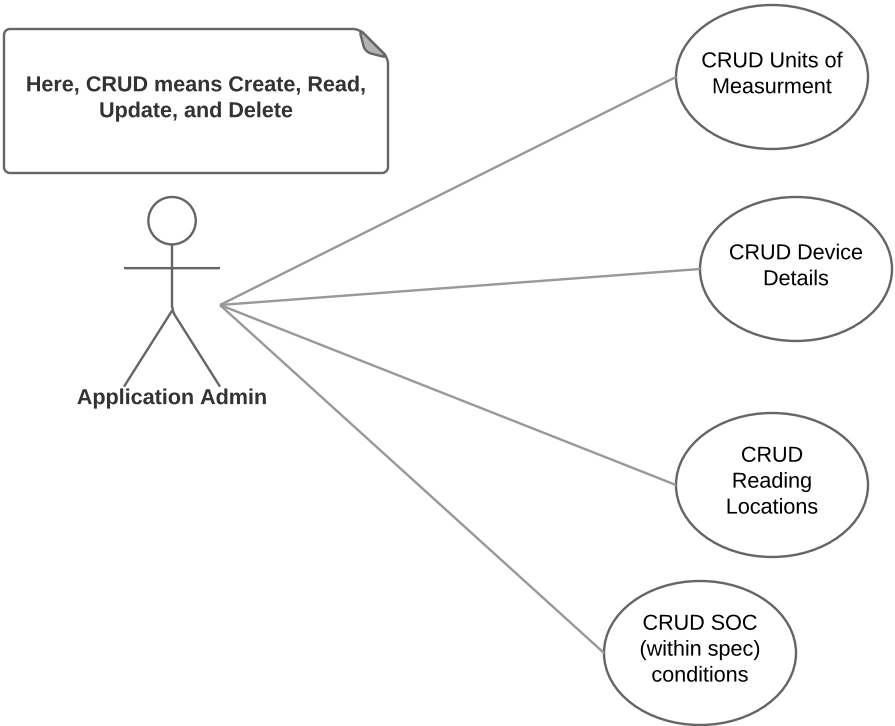 Here, CRUD means Create, Read,
Update, and Delete
Application Admin
CRUD Units of
Measurment
CRUD Device
Details
CRUD
Reading
Locations
CRUD SOC
(within spec)
conditions